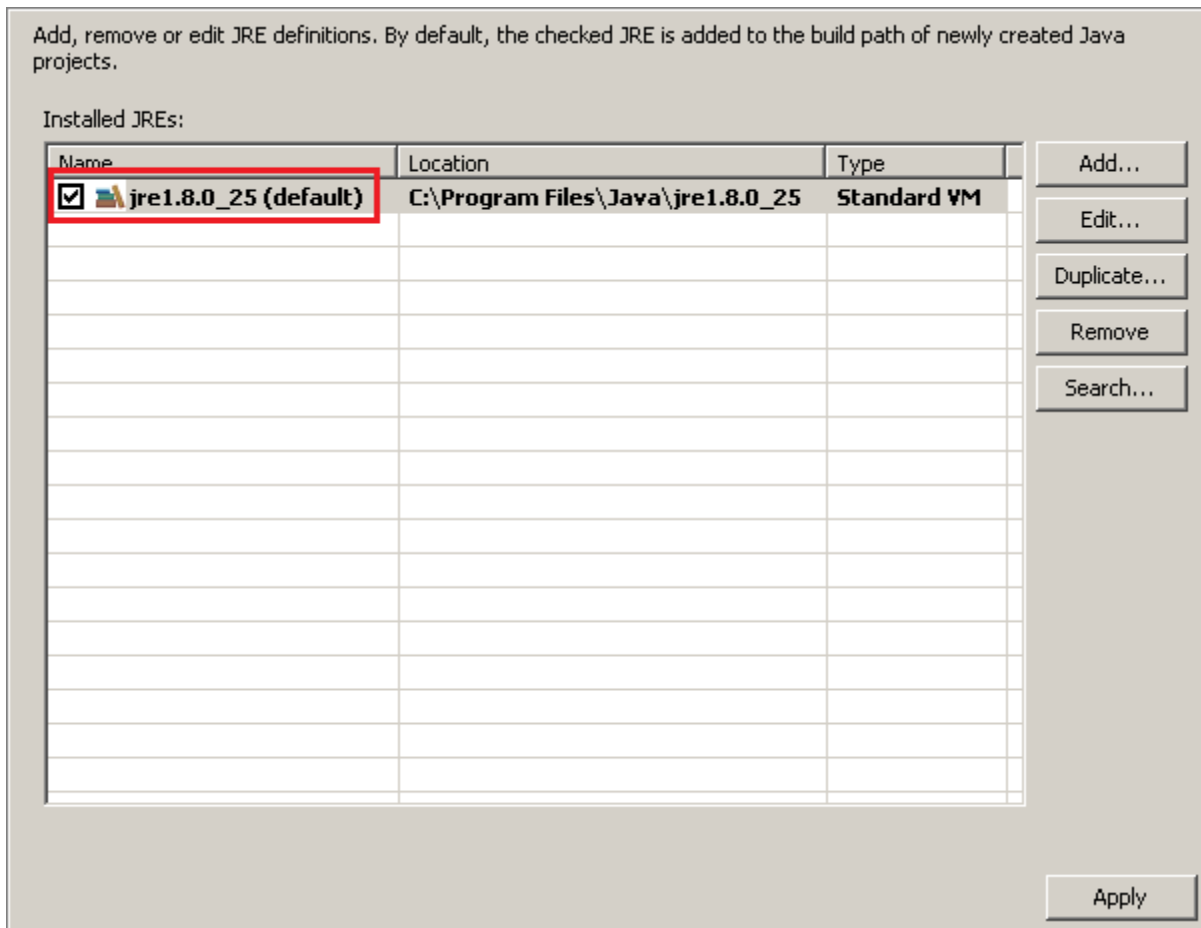 Add, remove or edit JRE definitions. By default, the checked JRE is added to the build path of newly created Java
projects.
Installed JREs:
Name Location Type
jre1.8.0_25 (default) C:\Program Files\Java\jre1.8.0_25 Standard VM
Add...
Edit...
Duplicate...
Remove
Search...
Apply